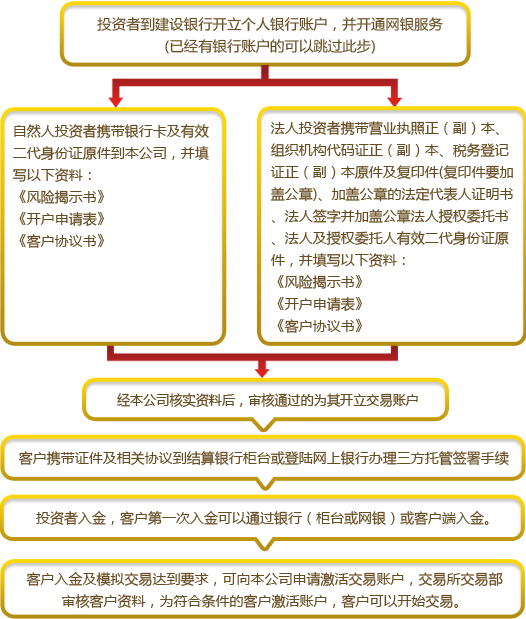 投资者到建设银行开立个人银行账户，并开通网银服务
(已经有银行账户的可以跳过此步)
自然人投资者携带银行卡及有效
二代身份证原件到本公司，并填
写以下资料：
《风险揭示书》
《开户申请表》
《客户协议书》
法人投资者携带营业执照正（副）本、
组织机构代码证正（副）本、税务登记
证正（副）本原件及复印件(复印件要加
盖公章)、加盖公章的法定代表人证明书
、法人签字并加盖公章法人授权委托书
、法人及授权委托人有效二代身份证原
件，并填写以下资料：
《风险揭示书》
《开户申请表》
《客户协议书》
经本公司核实资料后，审核通过的为其开立交易账户
客户携带证件及相关协议到结算银行柜台或登陆网上银行办理三方托管签署手续
投资者入金，客户第一次入金可以通过银行（柜台或网银）或客户端入金。
客户入金及模拟交易达到要求，可向本公司申请激活交易账户，交易所交易部
审核客户资料，为符合条件的客户激活账户，客户可以开始交易。